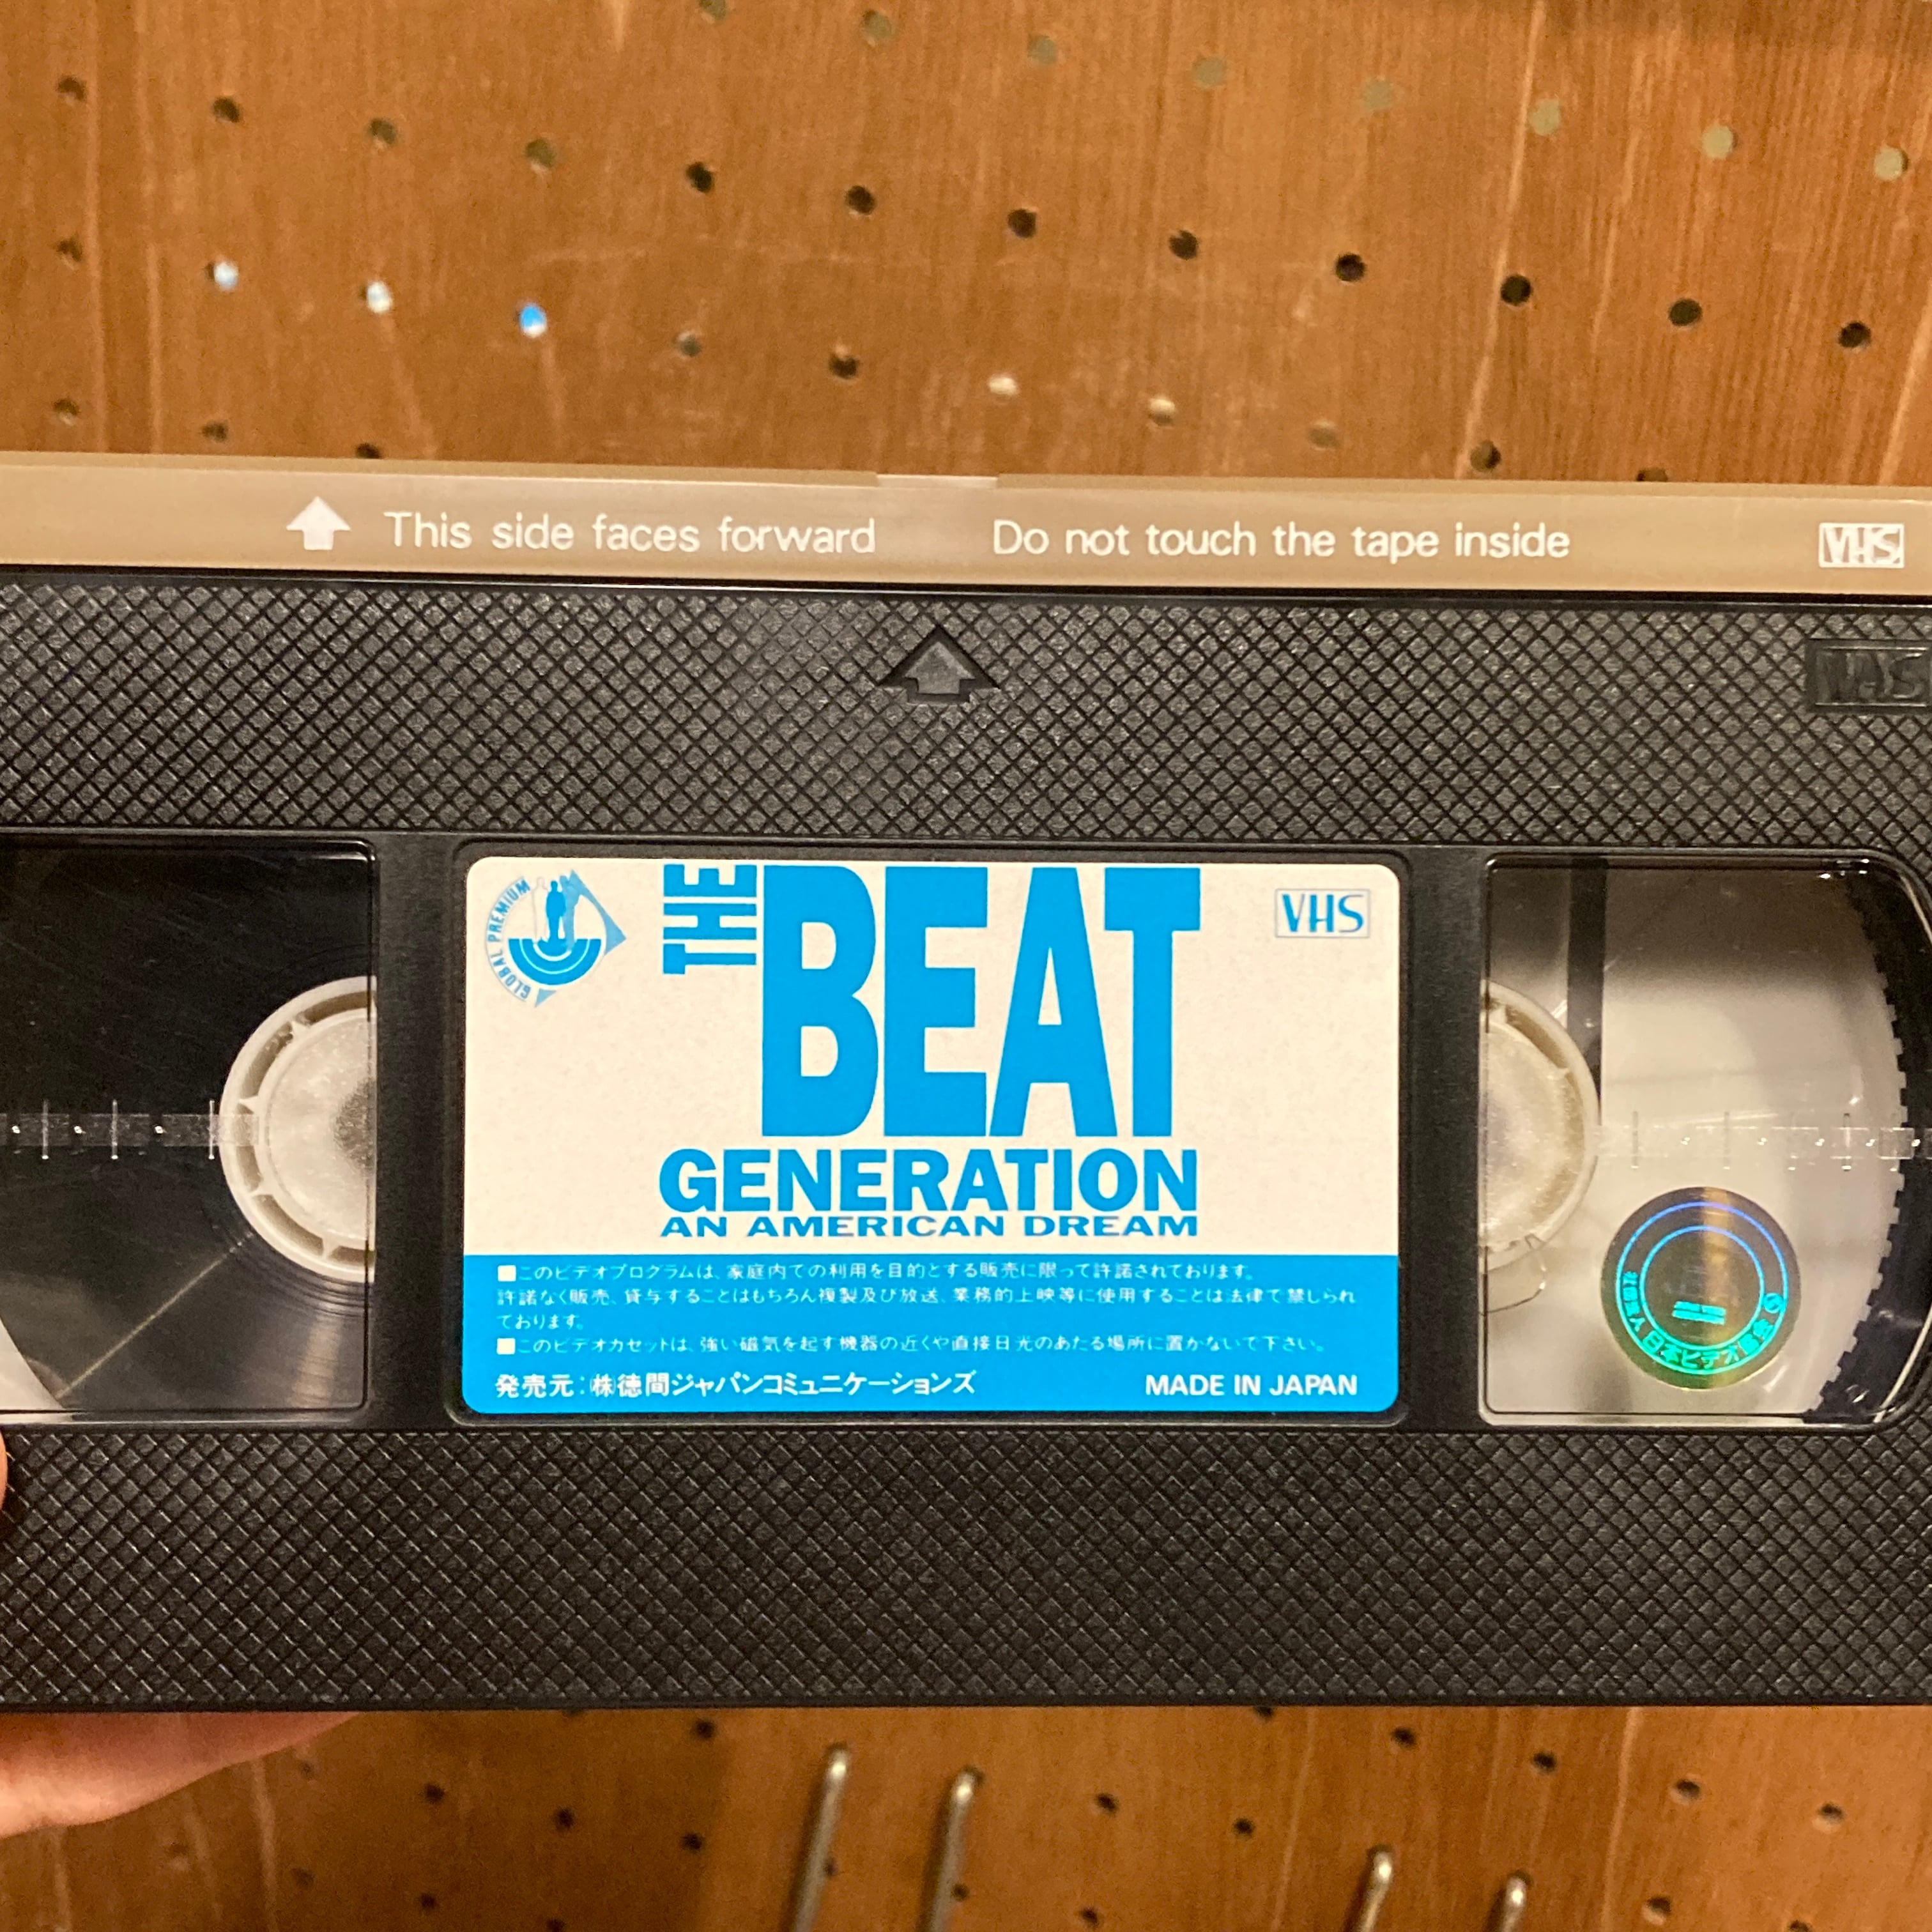 This side faces forward
Do not touch the tape inside
VHS
VHS
GLOBAL PREMIUM
THE
BEAT
VHS
GENERATION
AN AMERICAN DREAM
■このビデオプログラムは、家庭内での利用を目的とする販売に限って許諾されております。
許諾なく販売、貸与することはもちろん複製及び放送、業務的上映等に使用することは法律で禁じられ
ております。
■このビデオカセットは、強い磁気を起す機器の近くや直接日光のあたる場所に置かないで下さい。
発売元：㈱徳間ジャパンコミュニケーションズ
MADE IN JAPAN
日本ビデオ協会